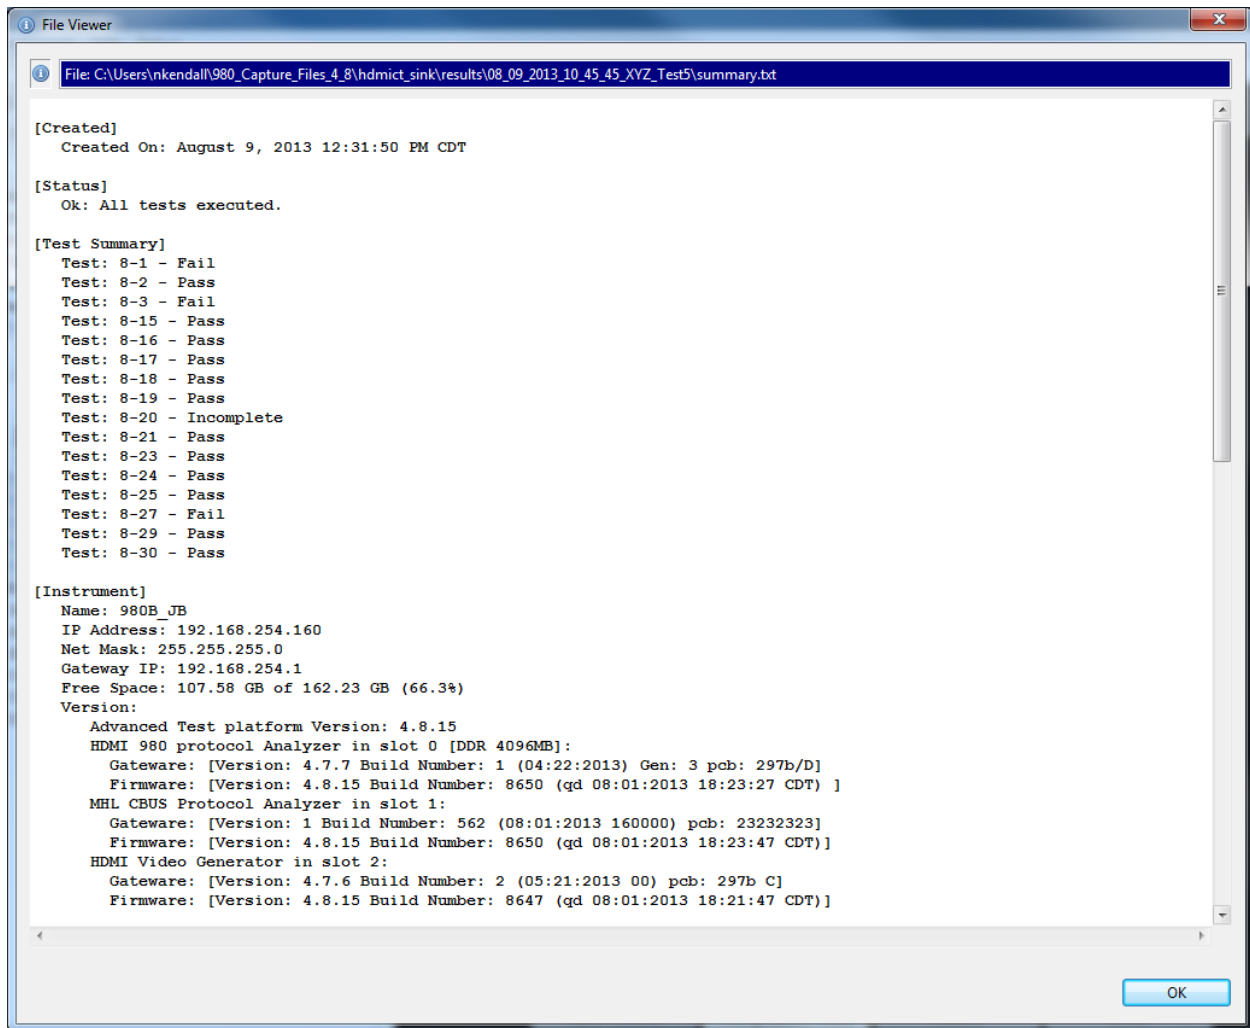 File Viewer
File: C:\Users\nkendall\980_Capture_Files_4_8\hdmict_sink\results\08_09_2013_10_45_45_XYZ_Test5\summary.txt
[Created]
Created On: August 9, 2013 12:31:50 PM CDT
[Status]
Ok: All tests executed.
[Test Summary]
Test: 8-1 - Fail
Test: 8-2 - Pass
Test: 8-3 - Fail
Test: 8-15 - Pass
Test: 8-16 - Pass
Test: 8-17 - Pass
Test: 8-18 - Pass
Test: 8-19 - Pass
Test: 8-20 - Incomplete
Test: 8-21 - Pass
Test: 8-23 - Pass
Test: 8-24 - Pass
Test: 8-25 - Pass
Test: 8-27 - Fail
Test: 8-29 - Pass
Test: 8-30 - Pass
[Instrument]
Name: 980B_JB
IP Address: 192.168.254.160
Net Mask: 255.255.255.0
Gateway IP: 192.168.254.1
Free Space: 107.58 GB of 162.23 GB (66.3%)
Version:
Advanced Test platform Version: 4.8.15
HDMI 980 protocol Analyzer in slot 0 [DDR 4096MB]:
Gateware: [Version: 4.7.7 Build Number: 1 (04:22:2013) Gen: 3 pcb: 297b/D]
Firmware: [Version: 4.8.15 Build Number: 8650 (qd 08:01:2013 18:23:27 CDT) ]
MHL CBUS Protocol Analyzer in slot 1:
Gateware: [Version: 1 Build Number: 562 (08:01:2013 160000) pcb: 23232323]
Firmware: [Version: 4.8.15 Build Number: 8650 (qd 08:01:2013 18:23:47 CDT)]
HDMI Video Generator in slot 2:
Gateware: [Version: 4.7.6 Build Number: 2 (05:21:2013 00) pcb: 297b C]
Firmware: [Version: 4.8.15 Build Number: 8647 (qd 08:01:2013 18:21:47 CDT)]
OK